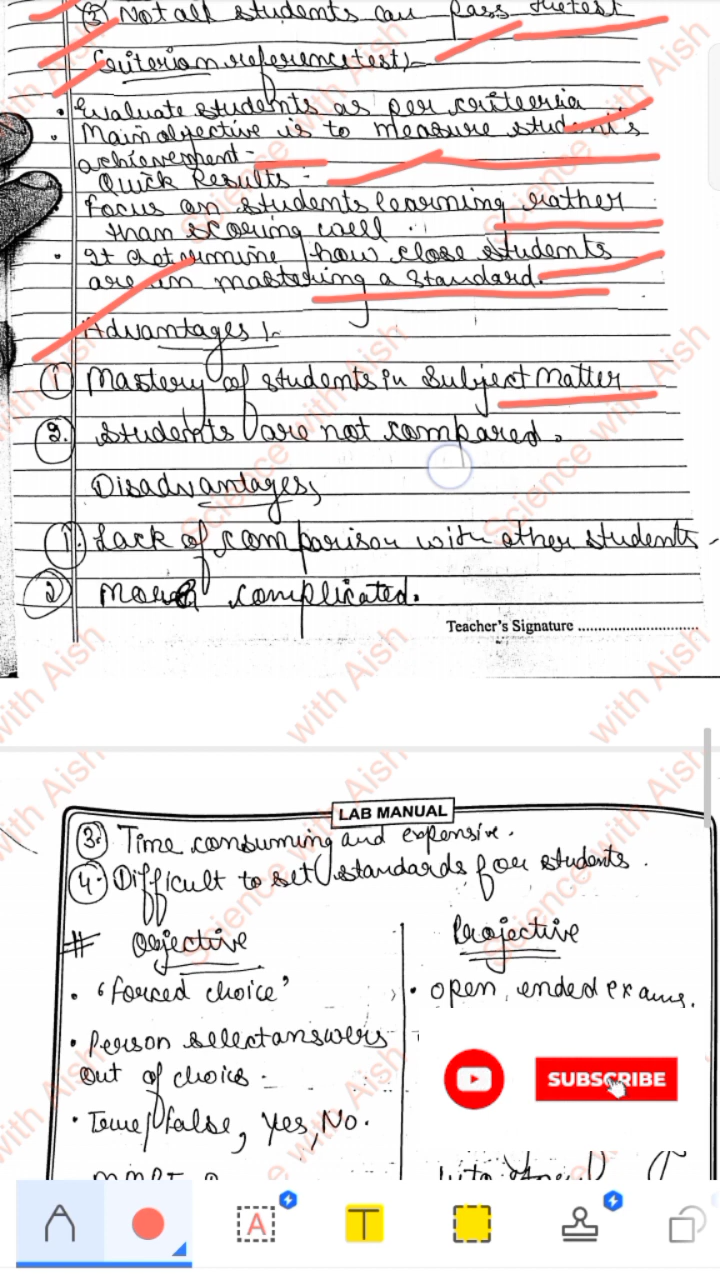 ③ Not all students can pass the test
Criterion reference test
• Evaluate students as per criteria
• Main objective is to measure student's
achievement -
Quick Results -
• Focus on students learning rather
than scoring well
• It determine how close students
are in mastering a standard.
Advantages :-
① Mastery of students in Subject Matter
2. Students are not compared.
Disadvantages,
① Lack of comparison with other students -
② More complicated.
Teacher's Signature ..............................
LAB MANUAL
③ Time consuming and expensive.
④ Difficult to set standards for students.
# Objective
• 'forced choice'
• Person select answers
out of choice -
• True/false, Yes, No.
Projective
• open, ended exams.
SUBSCRIBE
A
T
Science with Aish